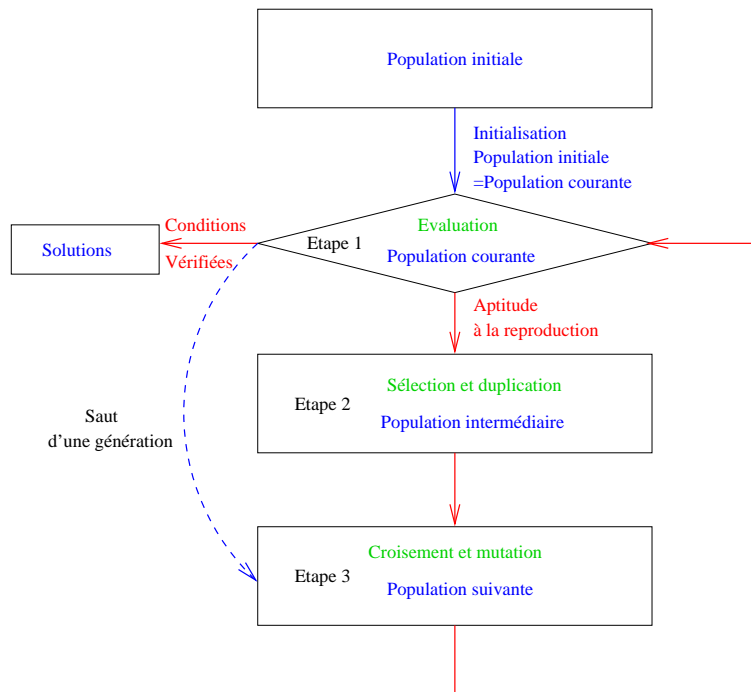 Population initiale
Initialisation
Population initiale
=Population courante
Conditions
Vérifiées
Solutions
Etape 1
Evaluation
Population courante
Aptitude
à la reproduction
Etape 2
Sélection et duplication
Population intermédiaire
Saut
d'une génération
Etape 3
Croisement et mutation
Population suivante